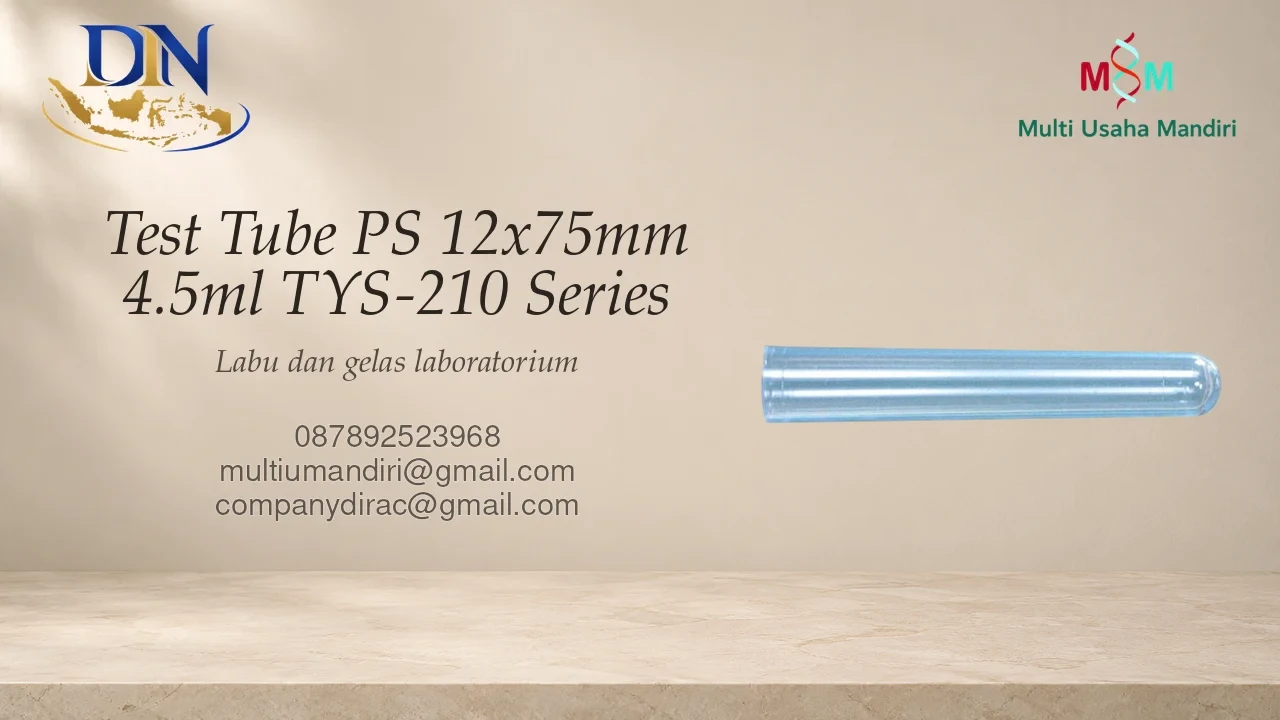 DN
MSM
Multi Usaha Mandiri
Test Tube PS 12x75mm
4.5ml TYS-210 Series
Labu dan gelas laboratorium
087892523968
multiumandiri@gmail.com
companydirac@gmail.com